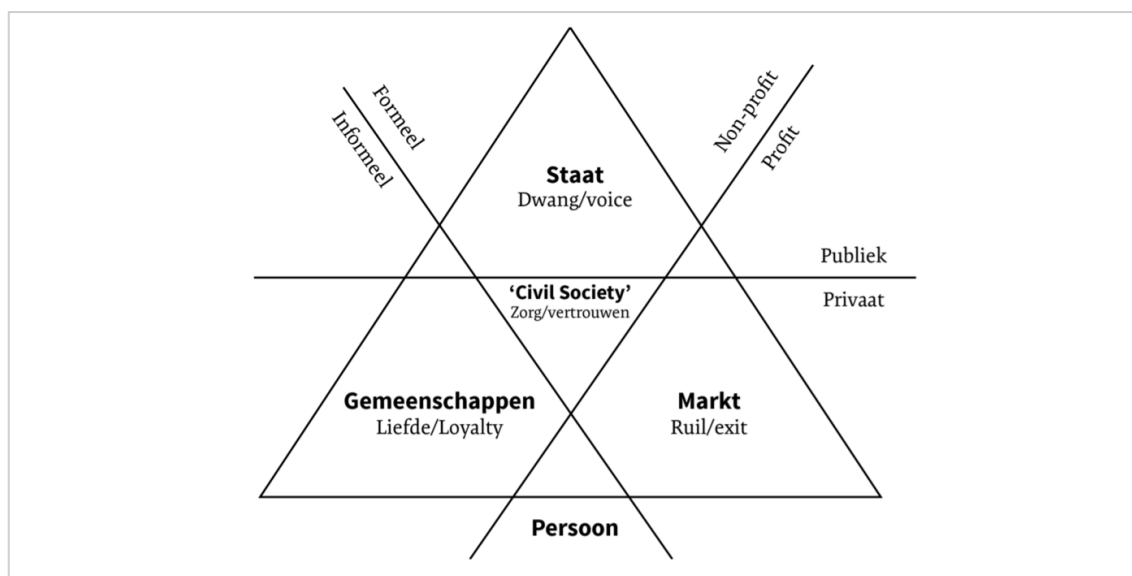 Formeel
Informeel
Non-profit
Profit
Staat
Dwang/voice
Publiek
Privaat
‘Civil Society’
Zorg/vertrouwen
Gemeenschappen
Liefde/Loyalty
Markt
Ruil/exit
Persoon